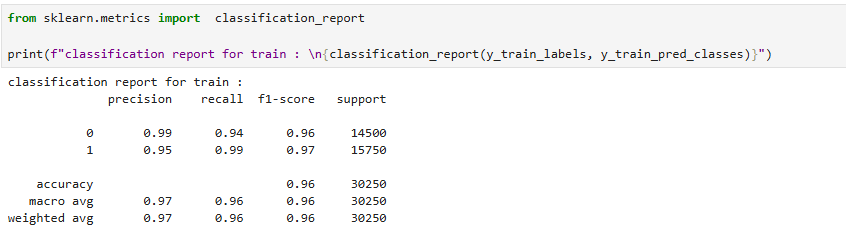 from sklearn.metrics import  classification_report
print(f"classification report for train : \n{classification_report(y_train_labels, y_train_pred_classes)}")
classification report for train :
              precision    recall  f1-score   support
           0       0.99      0.94      0.96     14500
           1       0.95      0.99      0.97     15750
    accuracy                           0.96     30250
   macro avg       0.97      0.96      0.96     30250
weighted avg       0.97      0.96      0.96     30250